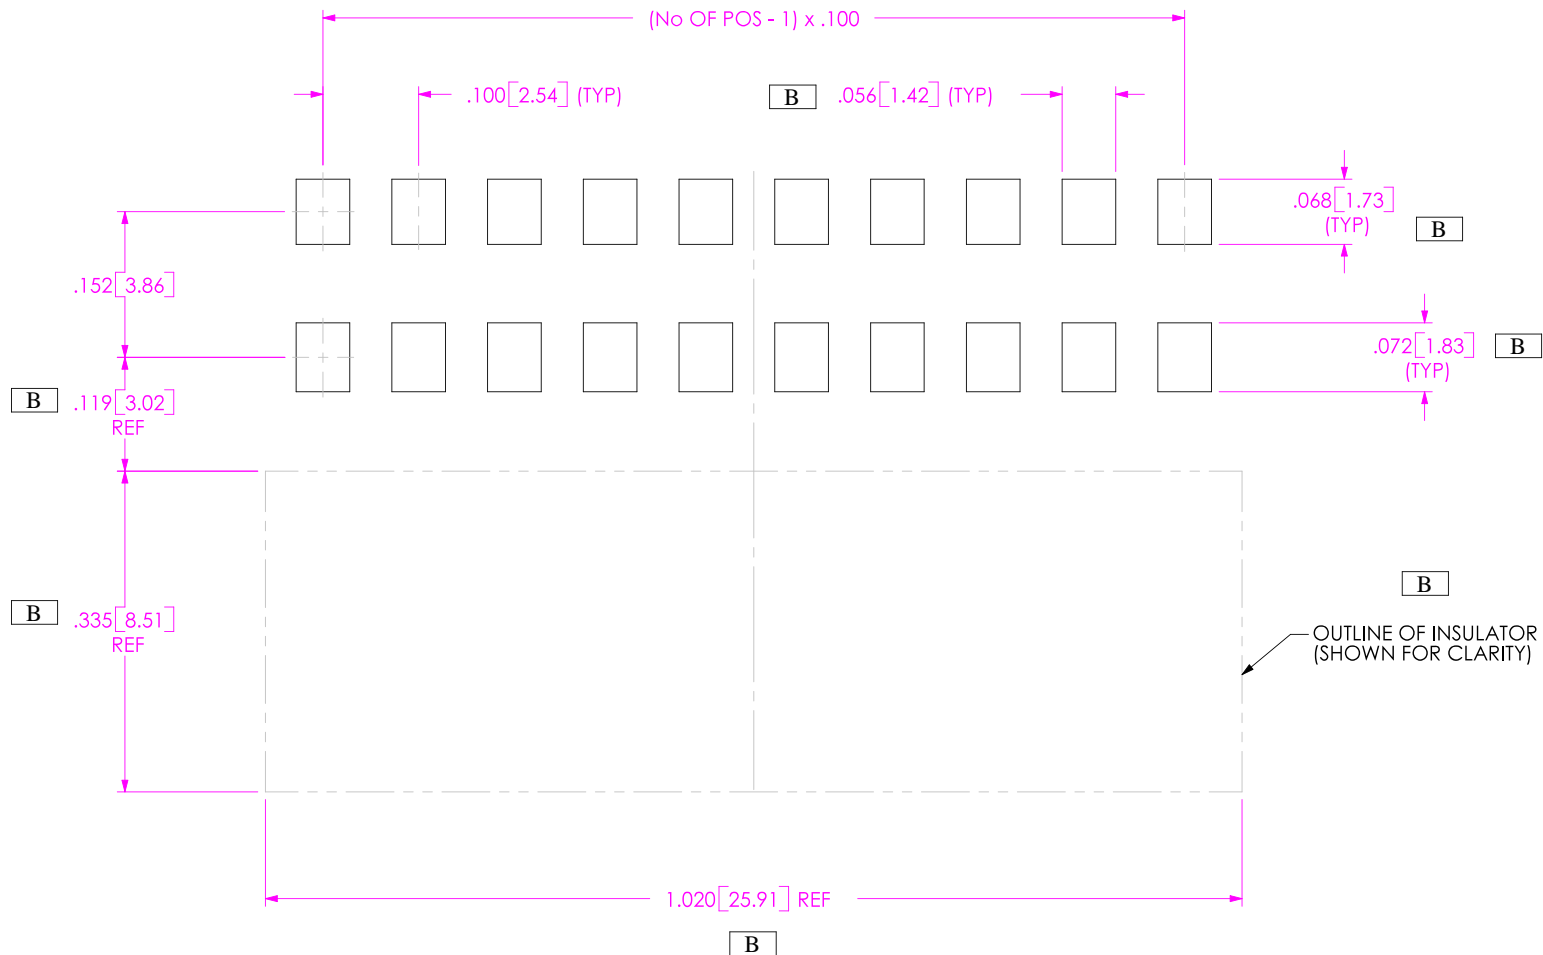 (No OF POS - 1) x .100
.100[2.54] (TYP)
B
.056[1.42] (TYP)
.068[1.73]
(TYP)
B
.152[3.86]
.072[1.83]
(TYP)
B
B
.119[3.02]
REF
B
B
.335[8.51]
REF
OUTLINE OF INSULATOR
(SHOWN FOR CLARITY)
1.020[25.91] REF
B